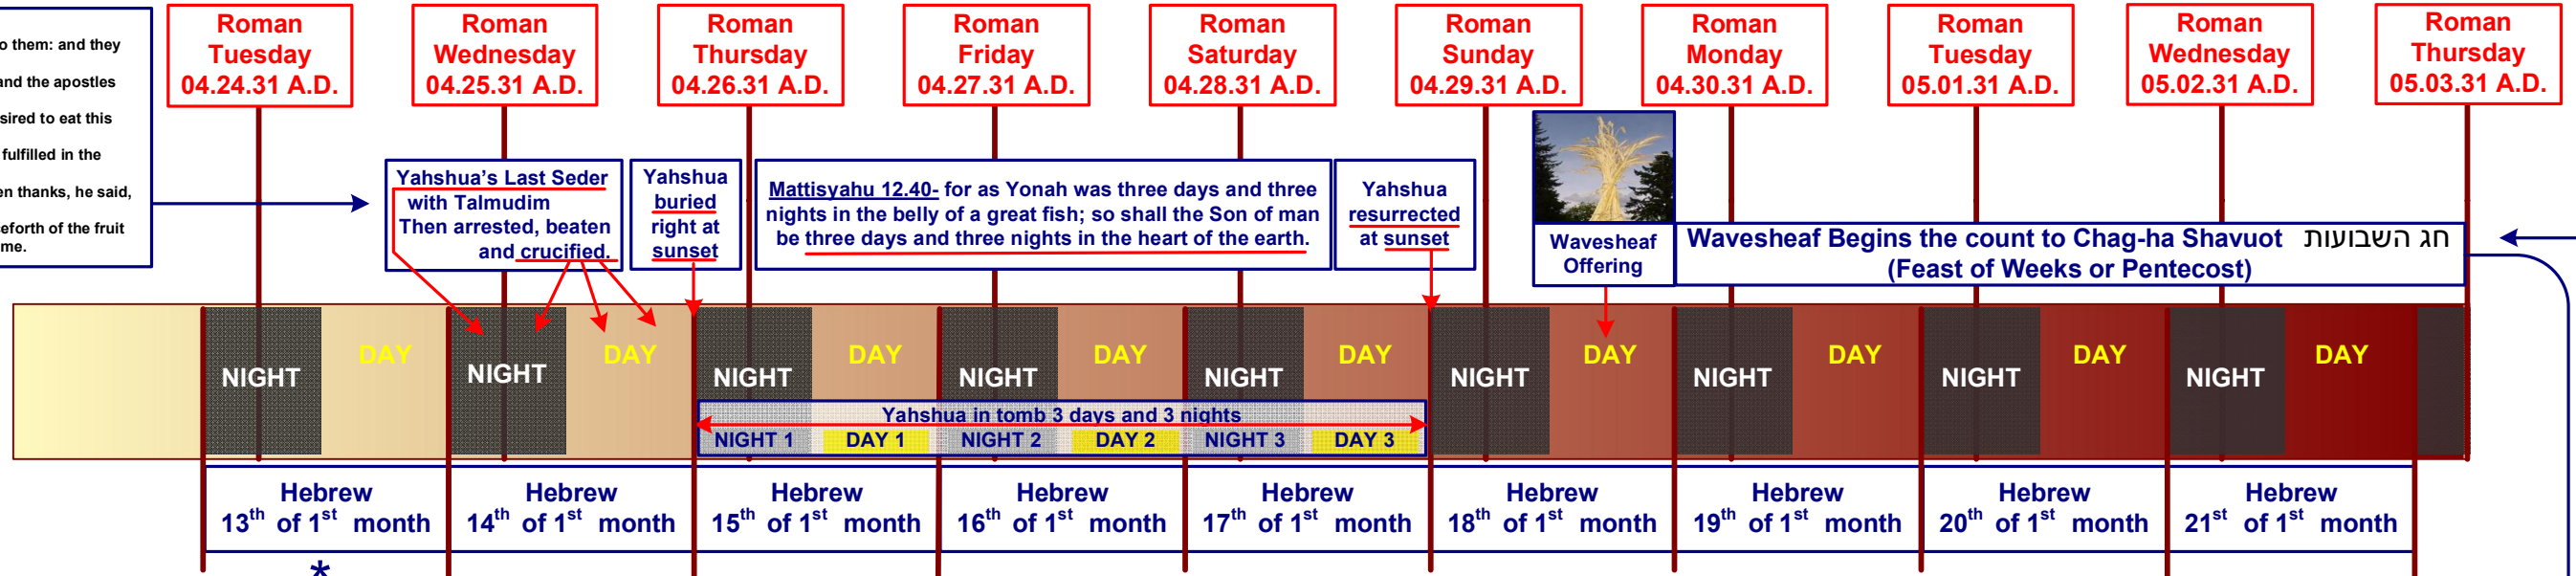 o them: and they
and the apostles
sired to eat this
fulfilled in the
en thanks, he said,
ceforth of the fruit
me.
Roman
Tuesday
04.24.31 A.D.
Roman
Wednesday
04.25.31 A.D.
Roman
Thursday
04.26.31 A.D.
Roman
Friday
04.27.31 A.D.
Roman
Saturday
04.28.31 A.D.
Roman
Sunday
04.29.31 A.D.
Roman
Monday
04.30.31 A.D.
Roman
Tuesday
05.01.31 A.D.
Roman
Wednesday
05.02.31 A.D.
Roman
Thursday
05.03.31 A.D.
Yahshua's Last Seder
with Talmudim
Then arrested, beaten
and crucified.
Yahshua
buried
right at
sunset
Mattisyahu 12.40- for as Yonah was three days and three
nights in the belly of a great fish; so shall the Son of man
be three days and three nights in the heart of the earth.
Yahshua
resurrected
at sunset
Wavesheaf
Offering
Wavesheaf Begins the count to Chag-ha Shavuot חג השבועות
(Feast of Weeks or Pentecost)
NIGHT
DAY
NIGHT
DAY
NIGHT
DAY
NIGHT
DAY
NIGHT
DAY
NIGHT
DAY
NIGHT
DAY
NIGHT
DAY
NIGHT
DAY
Yahshua in tomb 3 days and 3 nights
NIGHT 1
DAY 1
NIGHT 2
DAY 2
NIGHT 3
DAY 3
Hebrew
13th of 1st month
Hebrew
14th of 1st month
Hebrew
15th of 1st month
Hebrew
16th of 1st month
Hebrew
17th of 1st month
Hebrew
18th of 1st month
Hebrew
19th of 1st month
Hebrew
20th of 1st month
Hebrew
21st of 1st month
*